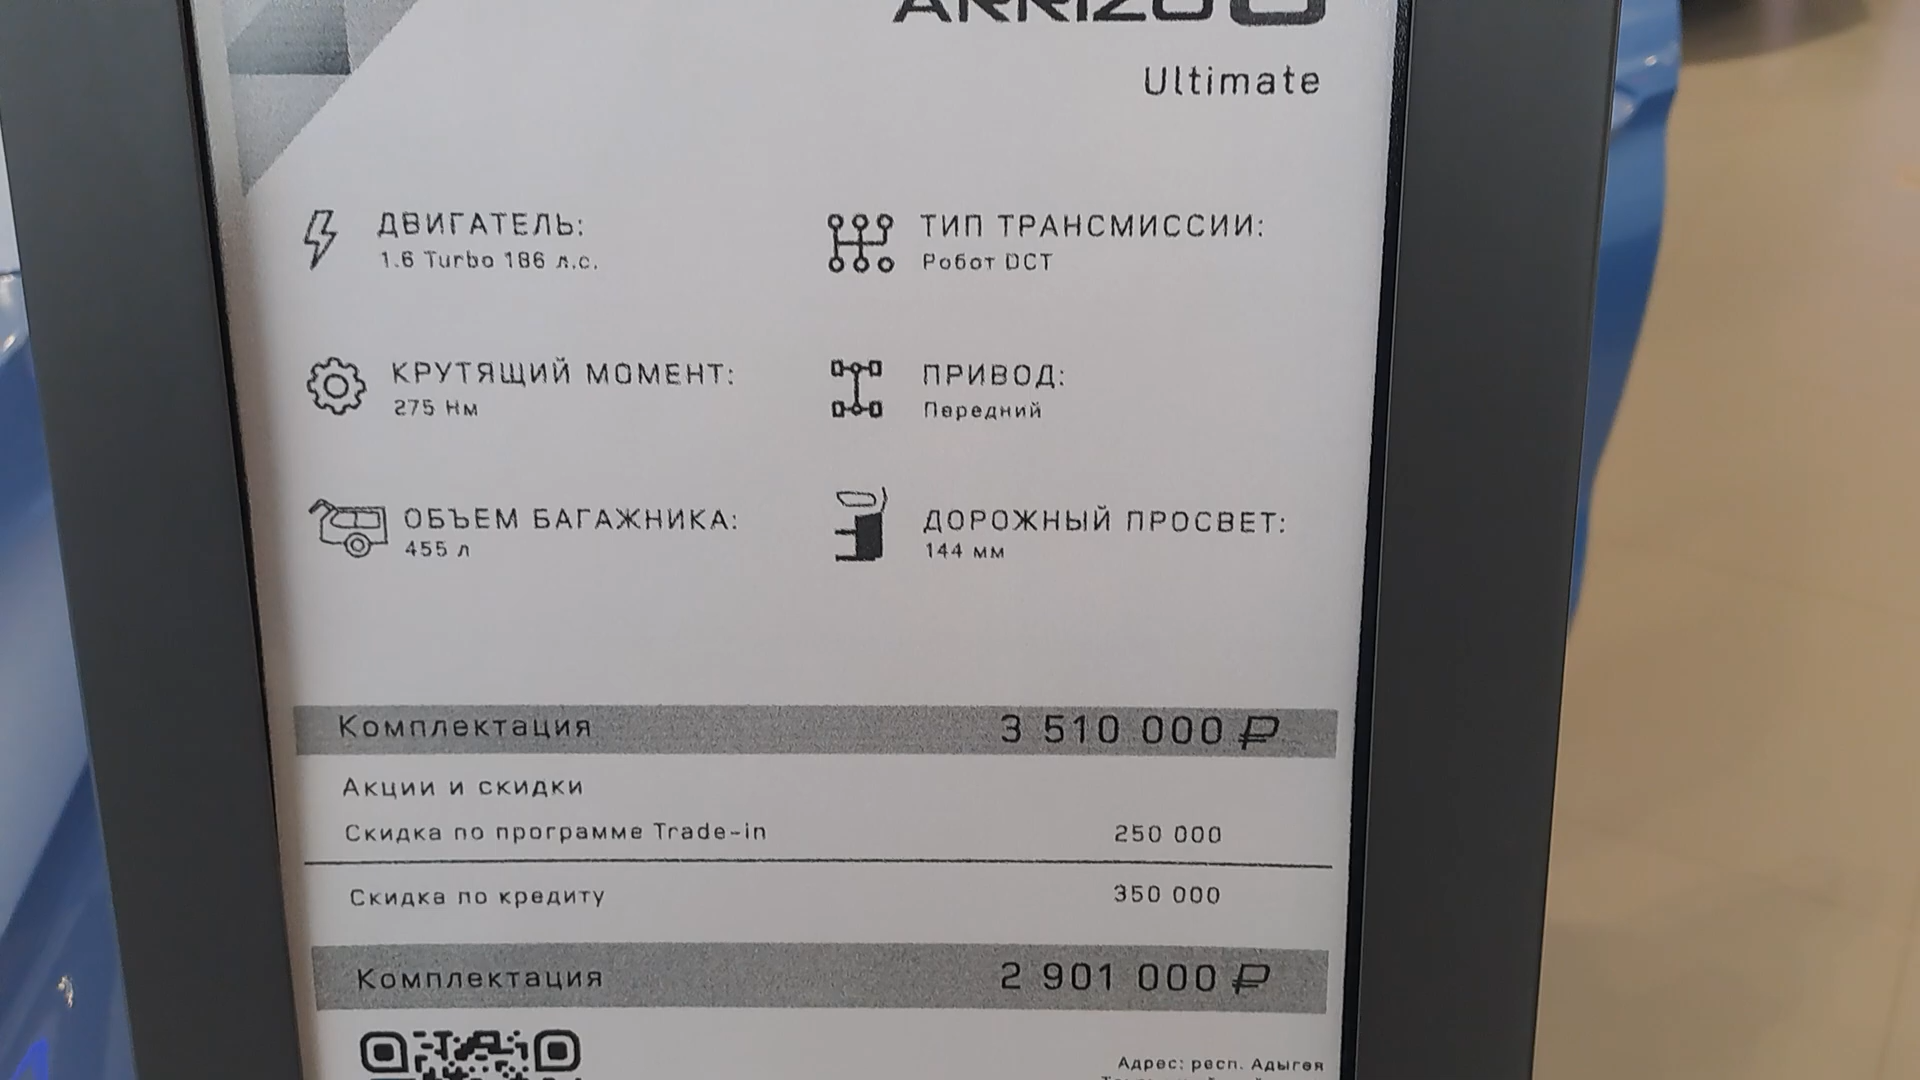 ARRIZO 8
Ultimate
ДВИГАТЕЛЬ:
1.6 Turbo 186 л.с.
ТИП ТРАНСМИССИИ:
Робот DCT
КРУТЯЩИЙ МОМЕНТ:
275 Нм
ПРИВОД:
Передний
ОБЪЕМ БАГАЖНИКА:
455 л
ДОРОЖНЫЙ ПРОСВЕТ:
144 мм
Комплектация 3 510 000 ₽
Акции и скидки
Скидка по программе Trade-in 250 000
Скидка по кредиту 350 000
Комплектация 2 901 000 ₽
Адрес: респ. Адыгея